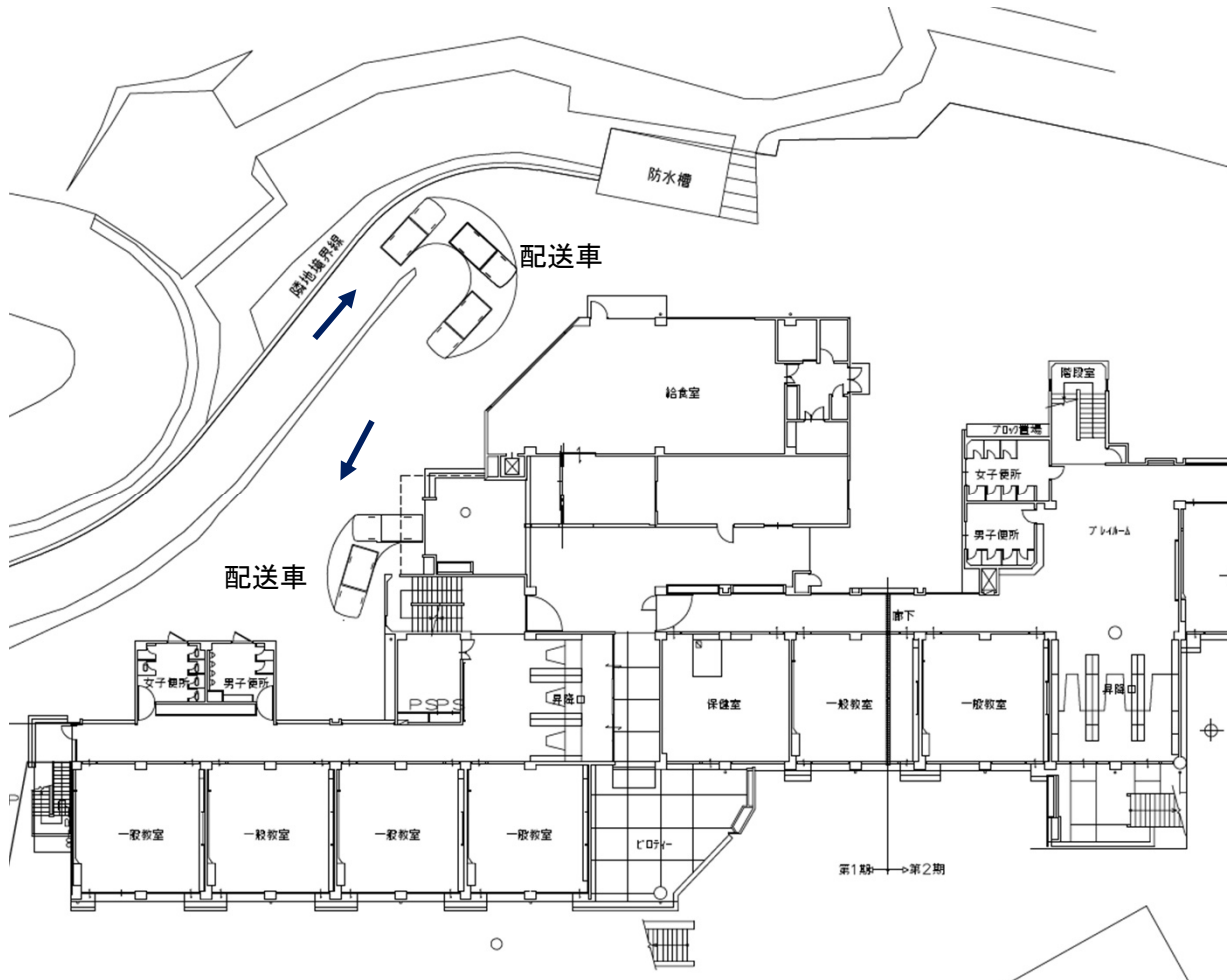 防水槽
隣地境界線
配送車
給食室
階段室
ブロック置場
女子便所
男子便所
プレイルーム
配送車
廊下
女子便所
男子便所
PSPS
昇降口
保健室
一般教室
一般教室
昇降口
一般教室
一般教室
一般教室
一般教室
ピロティー
第1期
第2期